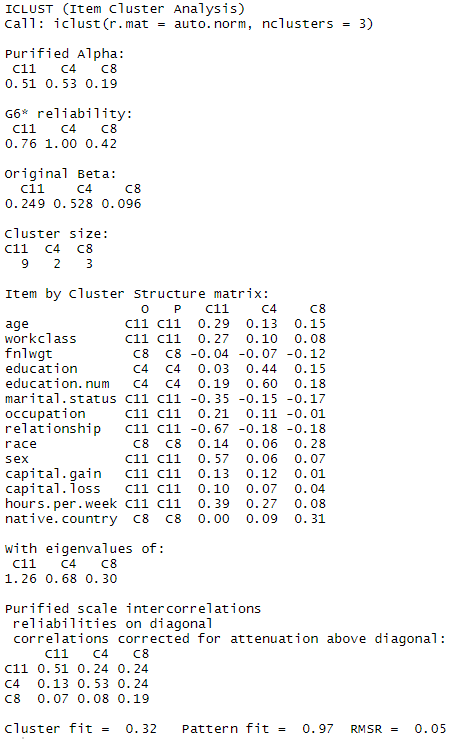 ICLUST (Item Cluster Analysis)
Call: iclust(r.mat = auto.norm, nclusters = 3)
Purified Alpha:
C11 C4 C8
0.51 0.53 0.19
G6* reliability:
C11 C4 C8
0.76 1.00 0.42
Original Beta:
C11 C4 C8
0.249 0.528 0.096
Cluster size:
C11 C4 C8
9 2 3
Item by Cluster Structure matrix:
O P C11 C4 C8
age C11 C11 0.29 0.13 0.15
workclass C11 C11 0.27 0.10 0.08
fnlwgt C8 C8 -0.04 -0.07 -0.12
education C4 C4 0.03 0.44 0.15
education.num C4 C4 0.19 0.60 0.18
marital.status C11 C11 -0.35 -0.15 -0.17
occupation C11 C11 0.21 0.11 -0.01
relationship C11 C11 -0.67 -0.18 -0.18
race C8 C8 0.14 0.06 0.28
sex C11 C11 0.57 0.06 0.07
capital.gain C11 C11 0.13 0.12 0.01
capital.loss C11 C11 0.10 0.07 0.04
hours.per.week C11 C11 0.39 0.27 0.08
native.country C8 C8 0.00 0.09 0.31
With eigenvalues of:
C11 C4 C8
1.26 0.68 0.30
Purified scale intercorrelations
reliabilities on diagonal
correlations corrected for attenuation above diagonal:
C11 C4 C8
C11 0.51 0.24 0.24
C4 0.13 0.53 0.24
C8 0.07 0.08 0.19
Cluster fit = 0.32 Pattern fit = 0.97 RMSR = 0.05